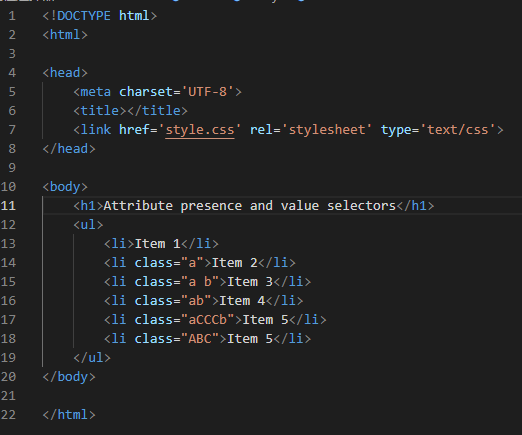 1 <!DOCTYPE html>
2 <html>
3
4 <head>
5     <meta charset='UTF-8'>
6     <title></title>
7     <link href='style.css' rel='stylesheet' type='text/css'>
8 </head>
9
10 <body>
11     <h1>Attribute presence and value selectors</h1>
12     <ul>
13         <li>Item 1</li>
14         <li class="a">Item 2</li>
15         <li class="a b">Item 3</li>
16         <li class="ab">Item 4</li>
17         <li class="aCCCb">Item 5</li>
18         <li class="ABC">Item 5</li>
19     </ul>
20 </body>
21
22 </html>